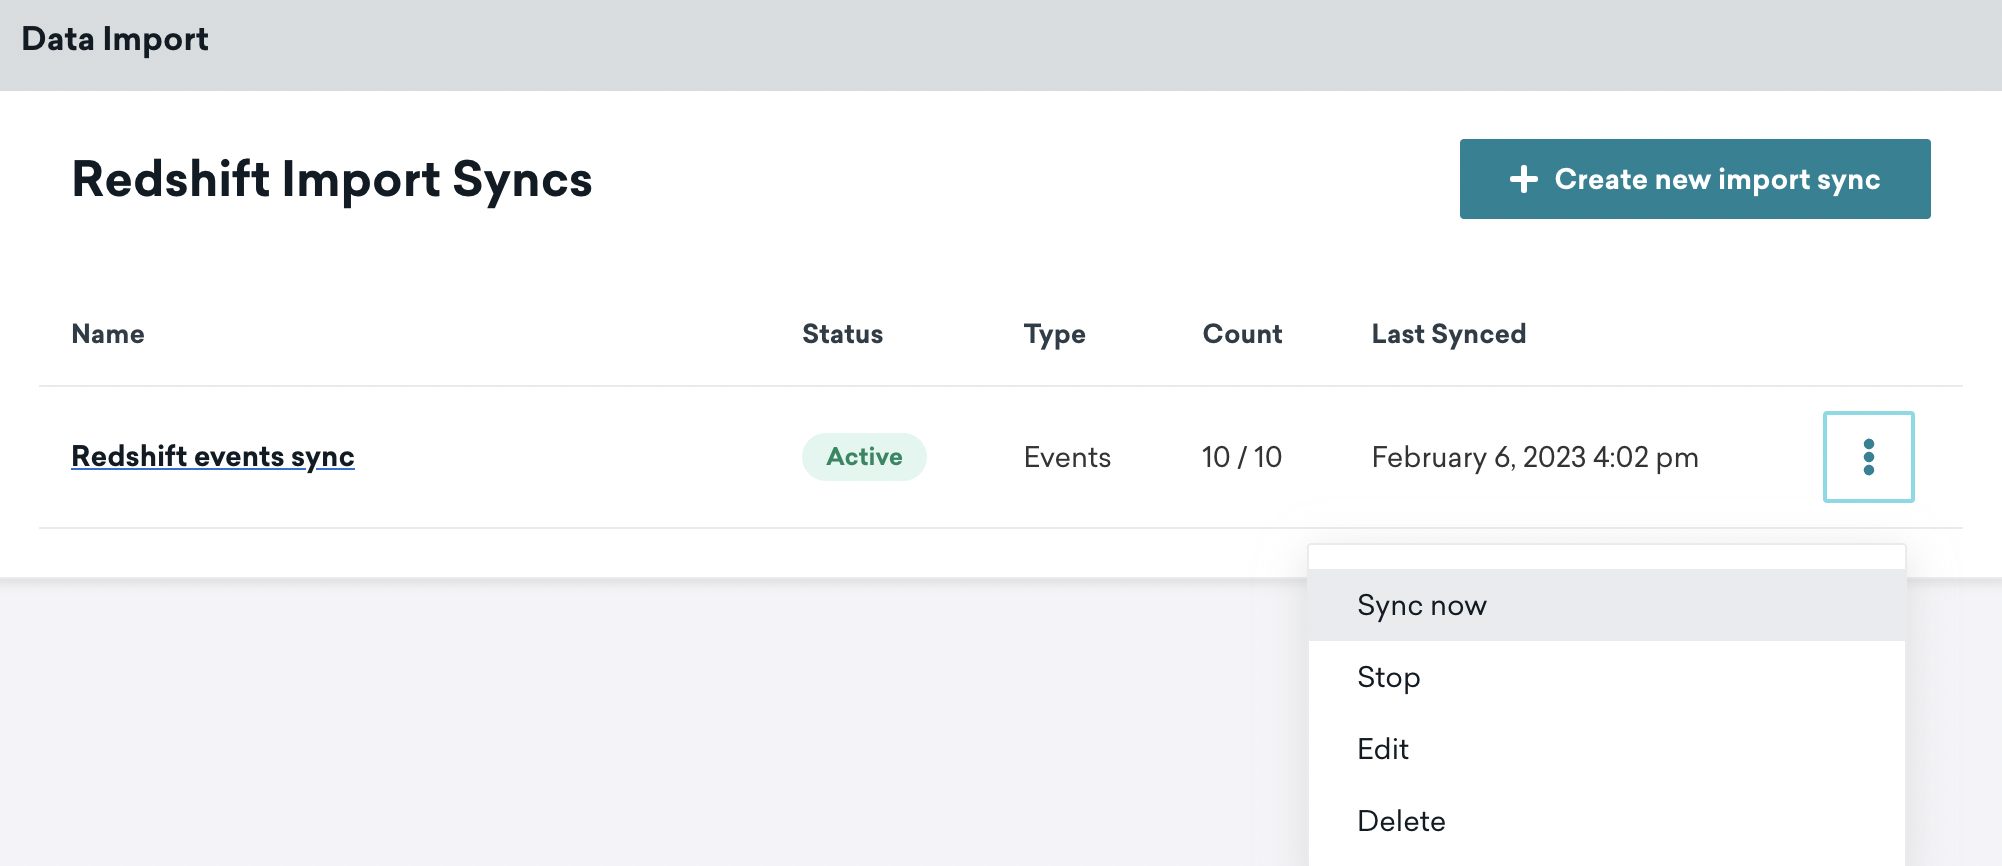 Data Import
Redshift Import Syncs
Create new import sync
Name Status Type Count Last Synced
Redshift events sync Active Events 10 / 10 February 6, 2023 4:02 pm
Sync now
Stop
Edit
Delete